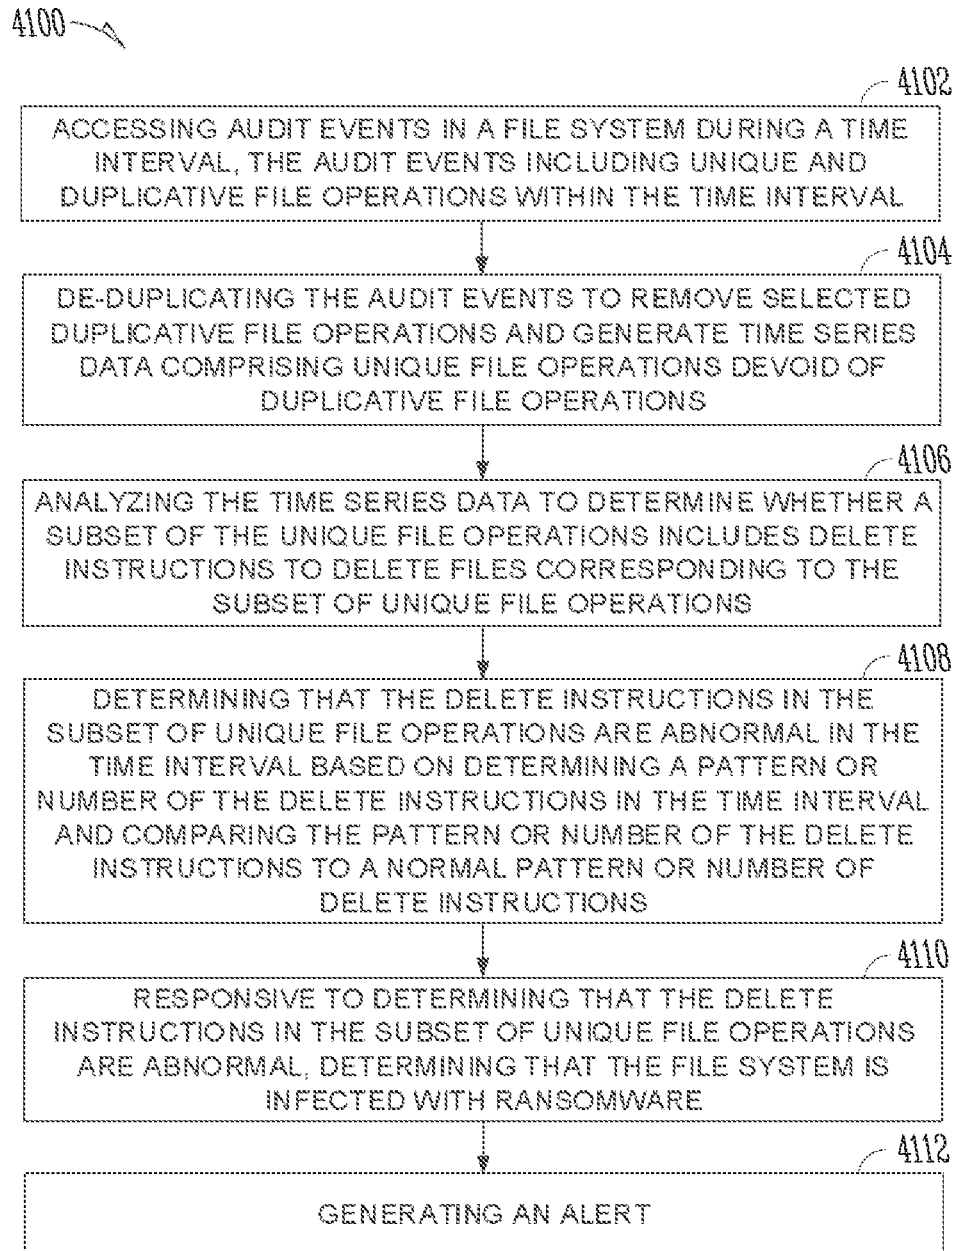 4100
4102
ACCESSING AUDIT EVENTS IN A FILE SYSTEM DURING A TIME
INTERVAL, THE AUDIT EVENTS INCLUDING UNIQUE AND
DUPLICATIVE FILE OPERATIONS WITHIN THE TIME INTERVAL
4104
DE-DUPLICATING THE AUDIT EVENTS TO REMOVE SELECTED
DUPLICATIVE FILE OPERATIONS AND GENERATE TIME SERIES
DATA COMPRISING UNIQUE FILE OPERATIONS DEVOID OF
DUPLICATIVE FILE OPERATIONS
4106
ANALYZING THE TIME SERIES DATA TO DETERMINE WHETHER A
SUBSET OF THE UNIQUE FILE OPERATIONS INCLUDES DELETE
INSTRUCTIONS TO DELETE FILES CORRESPONDING TO THE
SUBSET OF UNIQUE FILE OPERATIONS
4108
DETERMINING THAT THE DELETE INSTRUCTIONS IN THE
SUBSET OF UNIQUE FILE OPERATIONS ARE ABNORMAL IN THE
TIME INTERVAL BASED ON DETERMINING A PATTERN OR
NUMBER OF THE DELETE INSTRUCTIONS IN THE TIME INTERVAL
AND COMPARING THE PATTERN OR NUMBER OF THE DELETE
INSTRUCTIONS TO A NORMAL PATTERN OR NUMBER OF
DELETE INSTRUCTIONS
4110
RESPONSIVE TO DETERMINING THAT THE DELETE
INSTRUCTIONS IN THE SUBSET OF UNIQUE FILE OPERATIONS
ARE ABNORMAL, DETERMINING THAT THE FILE SYSTEM IS
INFECTED WITH RANSOMWARE
4112
GENERATING AN ALERT